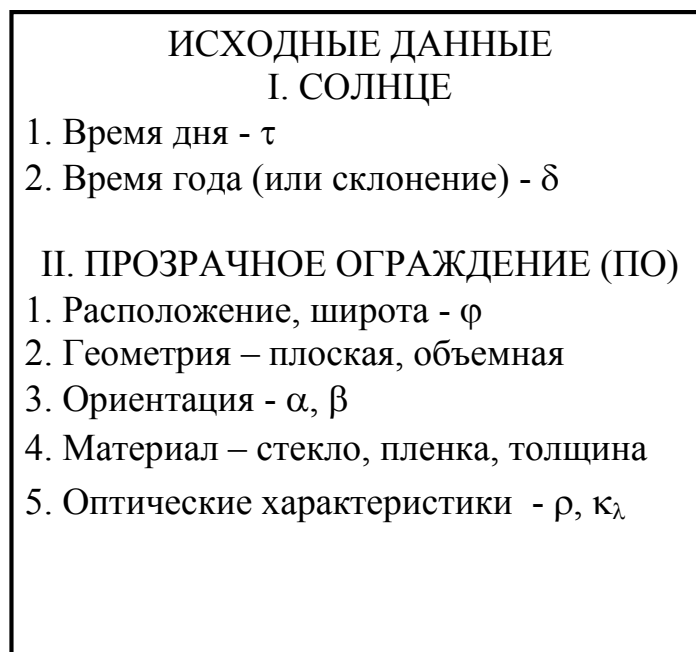 ИСХОДНЫЕ ДАННЫЕ
I. СОЛНЦЕ
1. Время дня - τ
2. Время года (или склонение) - δ
II. ПРОЗРАЧНОЕ ОГРАЖДЕНИЕ (ПО)
1. Расположение, широта - φ
2. Геометрия – плоская, объемная
3. Ориентация - α, β
4. Материал – стекло, пленка, толщина
5. Оптические характеристики - ρ, κλ